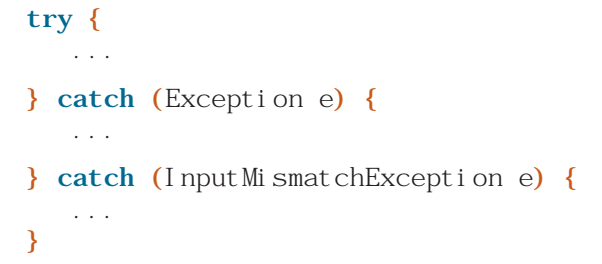 try {
...
} catch (Exception e) {
...
} catch (InputMismatchException e) {
...
}